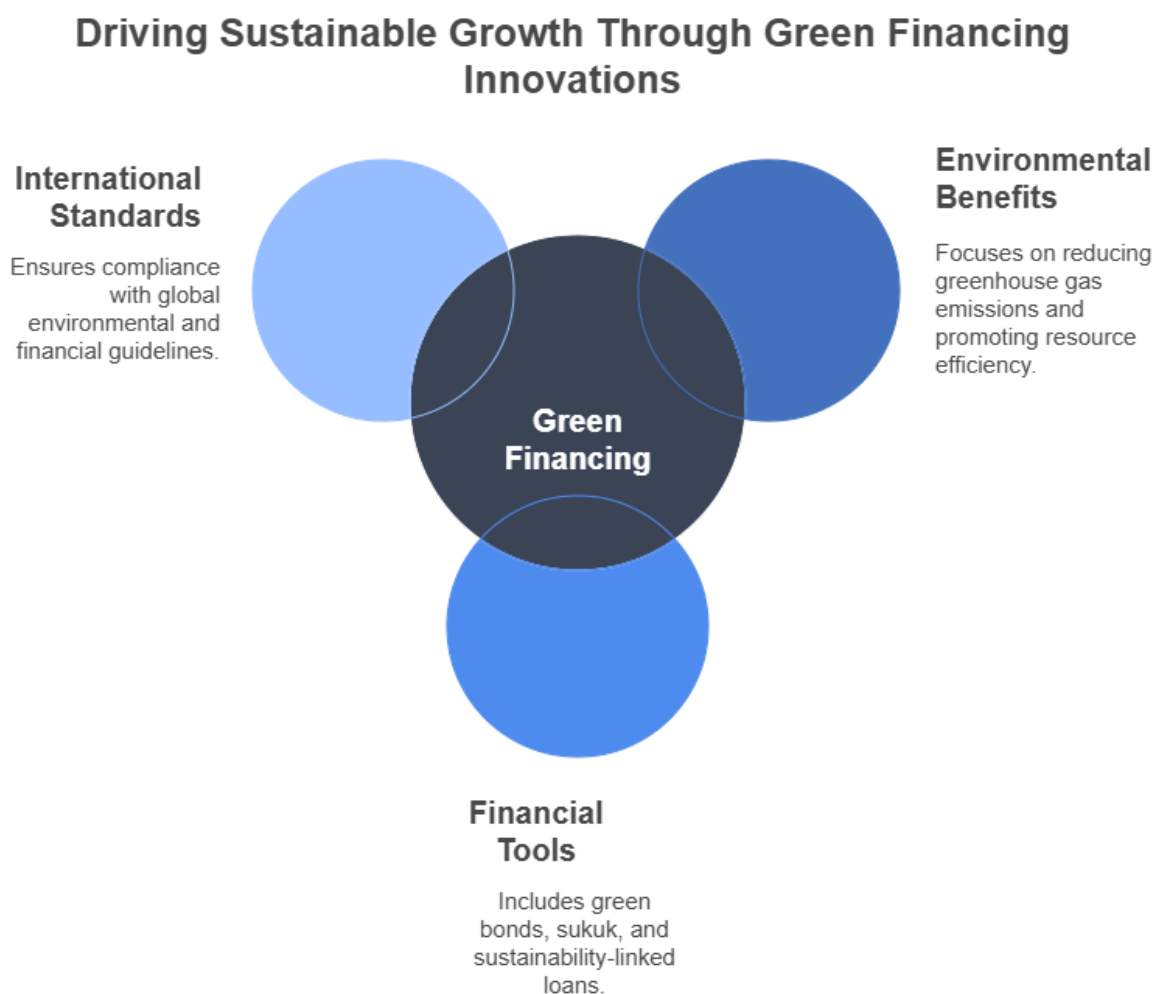 Driving Sustainable Growth Through Green Financing
Innovations
International
Standards
Ensures compliance
with global
environmental and
financial guidelines.
Environmental
Benefits
Focuses on reducing
greenhouse gas
emissions and
promoting resource
efficiency.
Green
Financing
Financial
Tools
Includes green
bonds, sukuk, and
sustainability-linked
loans.